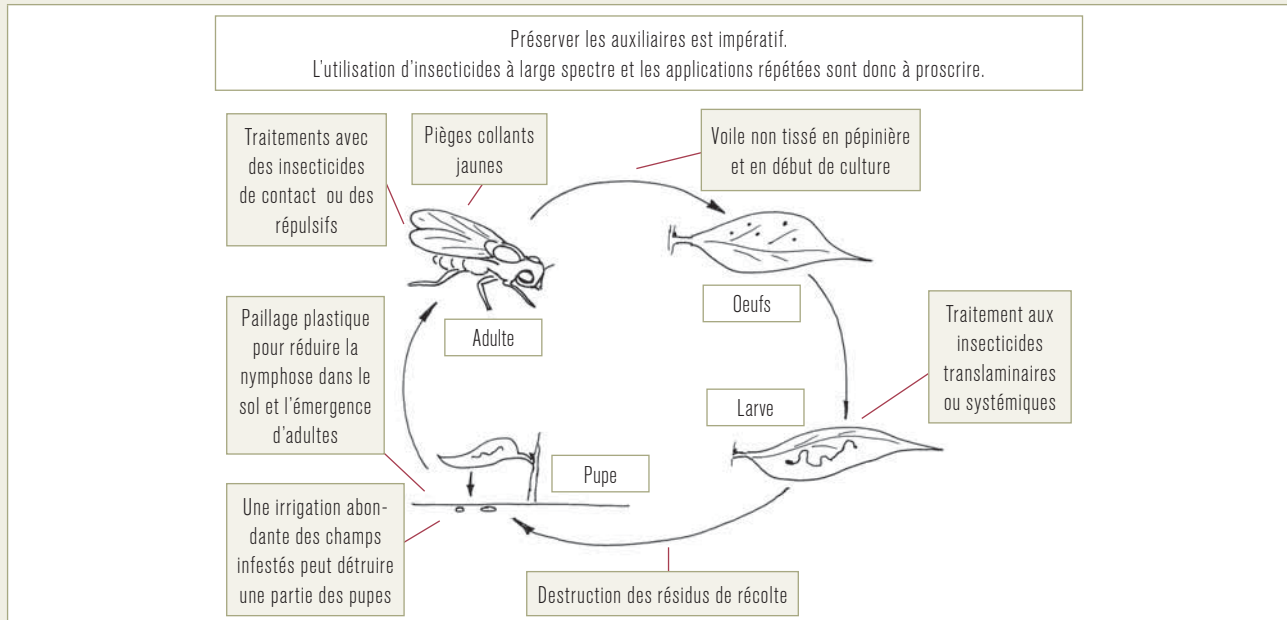 Préserver les auxiliaires est impératif.
L'utilisation d'insecticides à large spectre et les applications répétées sont donc à proscrire.
Traitements avec
des insecticides
de contact ou des
répulsifs
Pièges collants
jaunes
Voile non tissé en pépinière
et en début de culture
Adulte
Oeufs
Paillage plastique
pour réduire la
nymphose dans le
sol et l'émergence
d'adultes
Traitement aux
insecticides
translaminaires
ou systémiques
Larve
Pupe
Une irrigation abon-
dante des champs
infestés peut détruire
une partie des pupes
Destruction des résidus de récolte